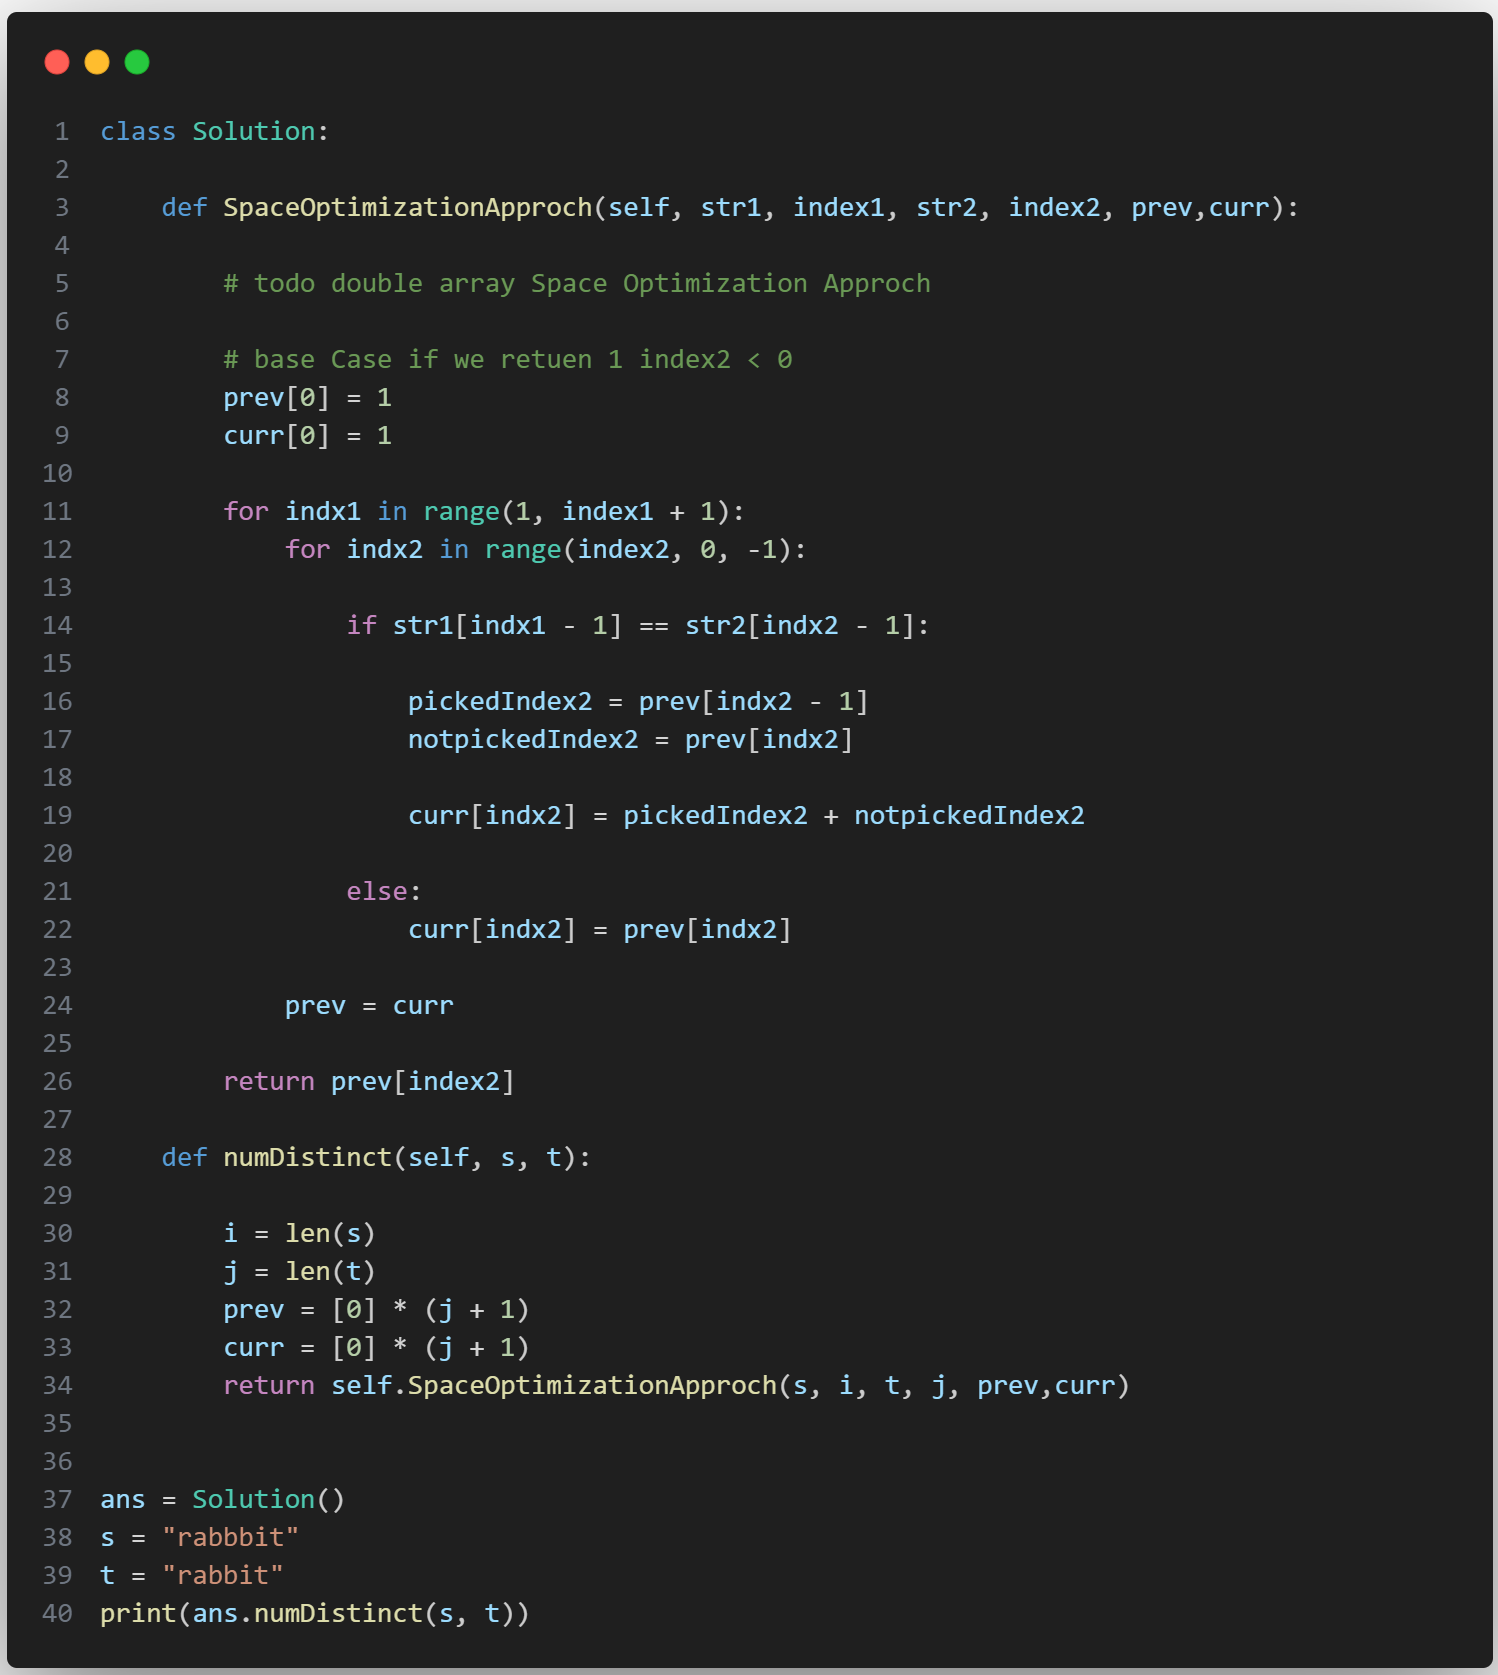 1 class Solution:
2
3     def SpaceOptimizationApproch(self, str1, index1, str2, index2, prev,curr):
4
5         # todo double array Space Optimization Approch
6
7         # base Case if we retuen 1 index2 < 0
8         prev[0] = 1
9         curr[0] = 1
10
11         for indx1 in range(1, index1 + 1):
12             for indx2 in range(index2, 0, -1):
13
14                 if str1[indx1 - 1] == str2[indx2 - 1]:
15
16                     pickedIndex2 = prev[indx2 - 1]
17                     notpickedIndex2 = prev[indx2]
18
19                     curr[indx2] = pickedIndex2 + notpickedIndex2
20
21                 else:
22                     curr[indx2] = prev[indx2]
23
24             prev = curr
25
26         return prev[index2]
27
28     def numDistinct(self, s, t):
29
30         i = len(s)
31         j = len(t)
32         prev = [0] * (j + 1)
33         curr = [0] * (j + 1)
34         return self.SpaceOptimizationApproch(s, i, t, j, prev,curr)
35
36
37 ans = Solution()
38 s = "rabbbit"
39 t = "rabbit"
40 print(ans.numDistinct(s, t))